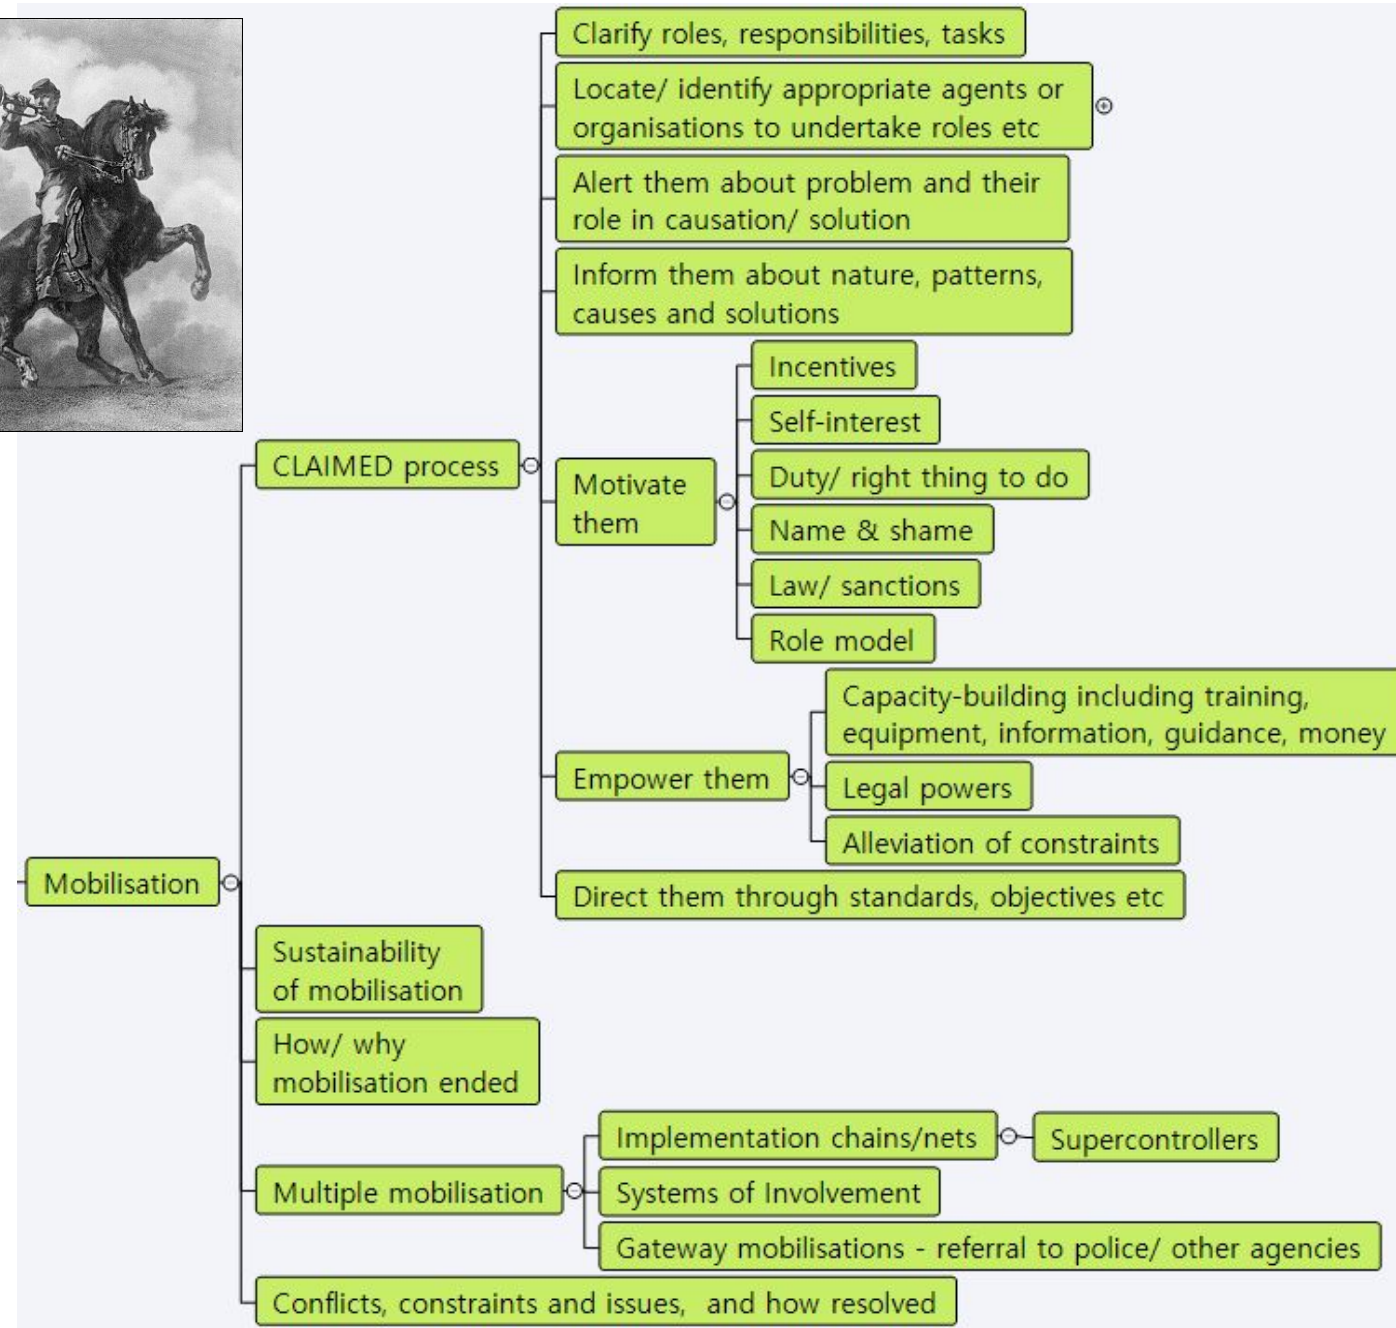 Clarify roles, responsibilities, tasks
Locate/ identify appropriate agents or
organisations to undertake roles etc
Alert them about problem and their
role in causation/ solution
Inform them about nature, patterns,
causes and solutions
Incentives
Self-interest
Duty/ right thing to do
CLAIMED process
Motivate
them
Name & shame
Law/ sanctions
Role model
Capacity-building including training,
equipment, information, guidance, money
Empower them
Legal powers
Alleviation of constraints
Mobilisation
Direct them through standards, objectives etc
Sustainability
of mobilisation
How/ why
mobilisation ended
Implementation chains/nets
Supercontrollers
Multiple mobilisation
Systems of Involvement
Gateway mobilisations - referral to police/ other agencies
Conflicts, constraints and issues,  and how resolved